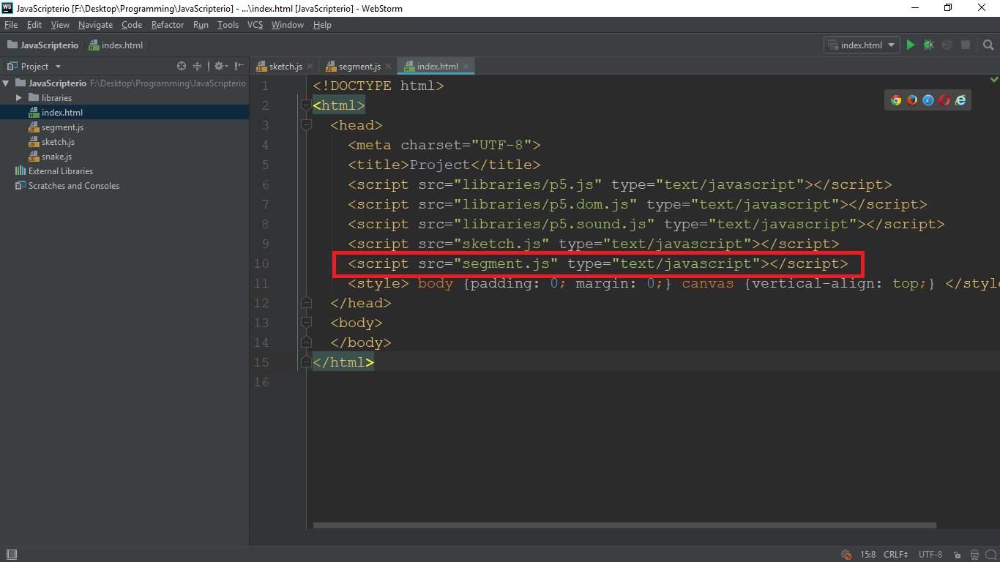 JavaScripterio [F:\Desktop\Programming\JavaScripterio] - ...\index.html [JavaScripterio] - WebStorm
File Edit View Navigate Code Refactor Run Tools VCS Window Help
JavaScripterio index.html index.html
Project sketch.js segment.js index.html
JavaScripterio F:\Desktop\Programming\JavaScripterio
libraries
index.html
segment.js
sketch.js
snake.js
External Libraries
Scratches and Consoles
1 <!DOCTYPE html>
2 <html>
3 <head>
4 <meta charset="UTF-8">
5 <title>Project</title>
6 <script src="libraries/p5.js" type="text/javascript"></script>
7 <script src="libraries/p5.dom.js" type="text/javascript"></script>
8 <script src="libraries/p5.sound.js" type="text/javascript"></script>
9 <script src="sketch.js" type="text/javascript"></script>
10 <script src="segment.js" type="text/javascript"></script>
11 <style> body {padding: 0; margin: 0;} canvas {vertical-align: top;} </styl
12 </head>
13 <body>
14 </body>
15 </html>
16
15:8 CRLF UTF-8